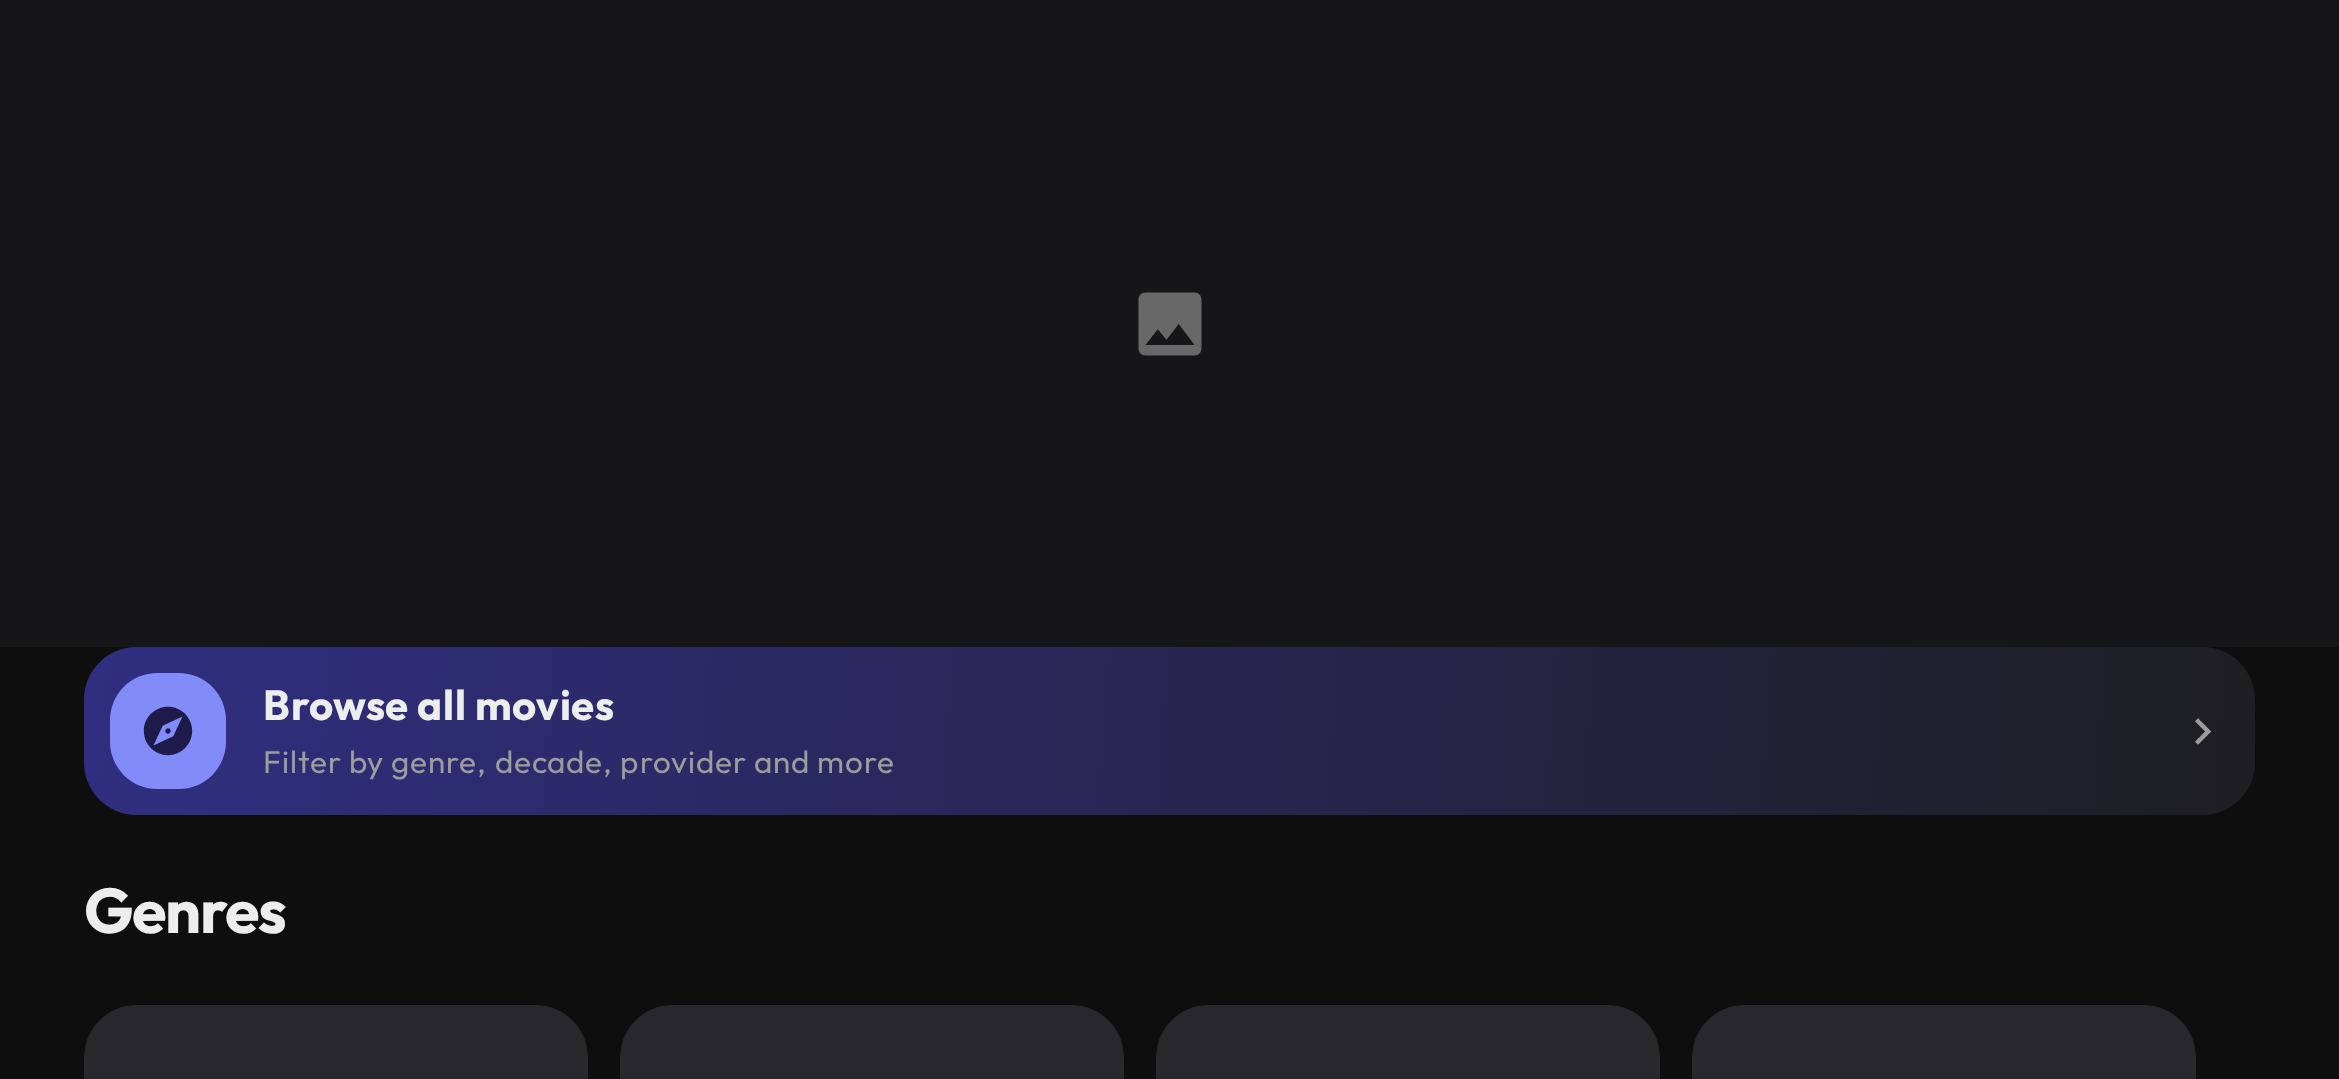 Browse all movies
Filter by genre, decade, provider and more
Genres